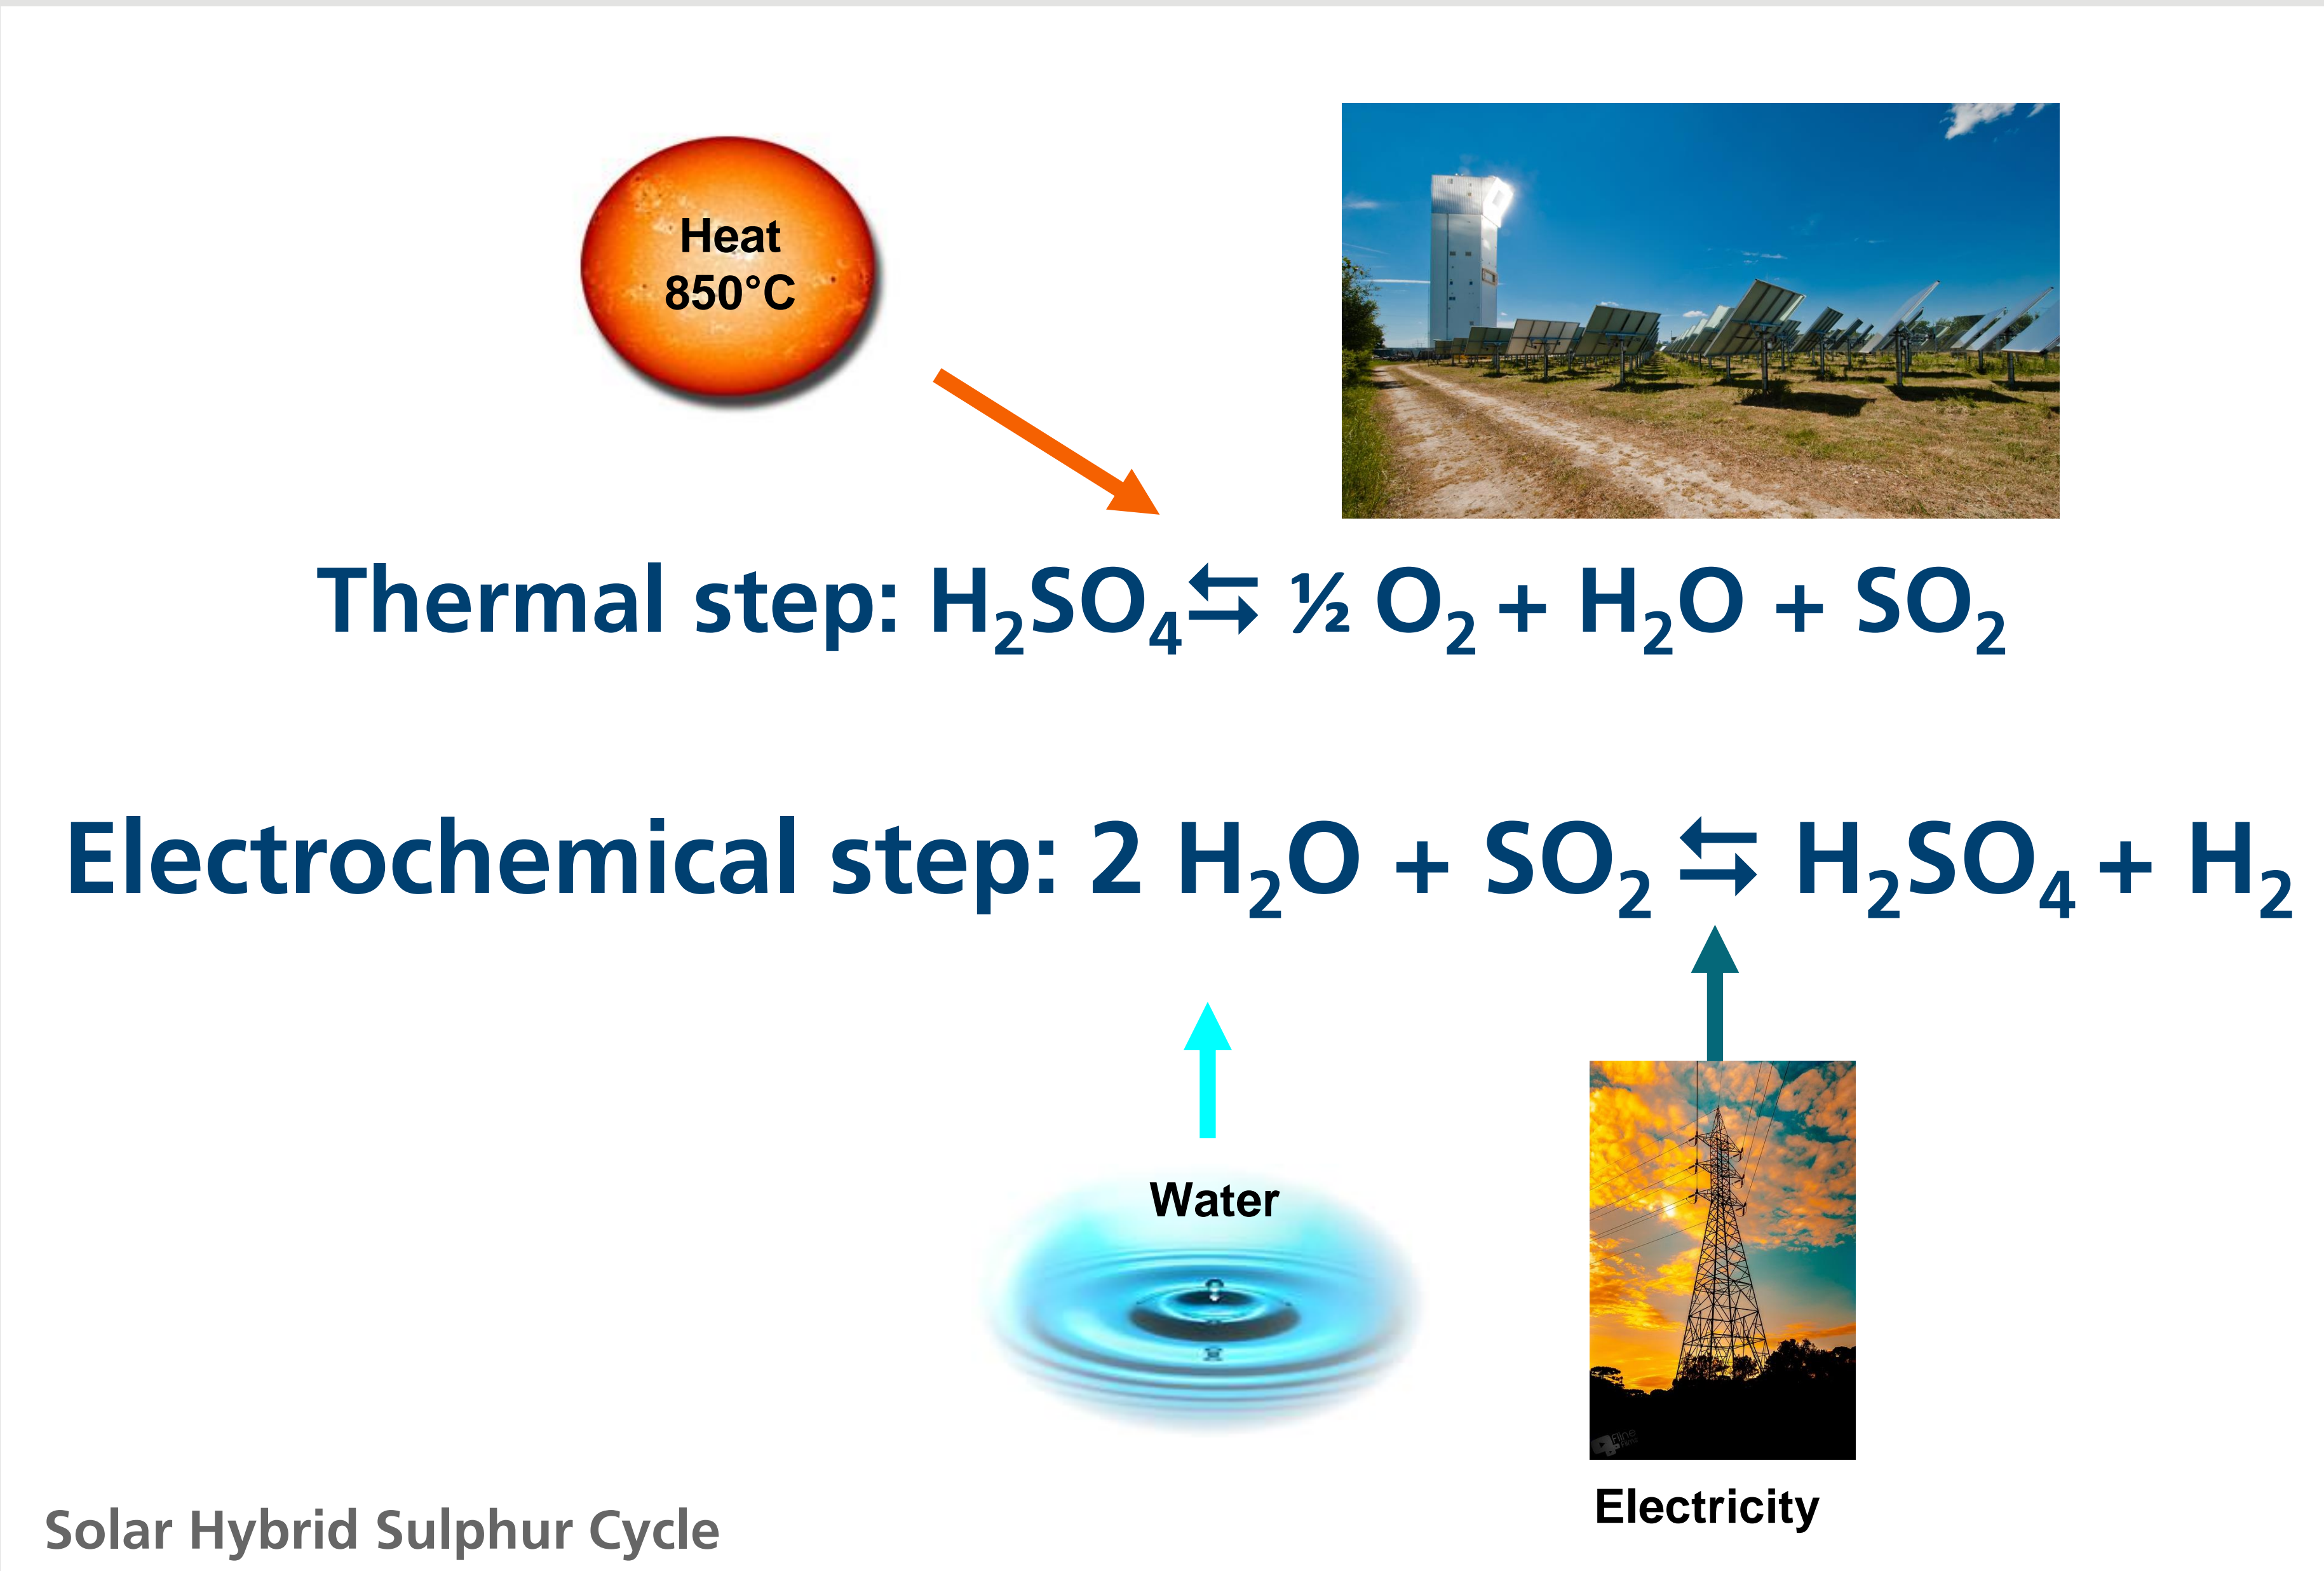 Heat
850°C
Thermal step: H₂SO₄⇆ ½ O₂ + H₂O + SO₂
Electrochemical step: 2 H₂O + SO₂ ⇆ H₂SO₄ + H₂
Water
Electricity
Solar Hybrid Sulphur Cycle